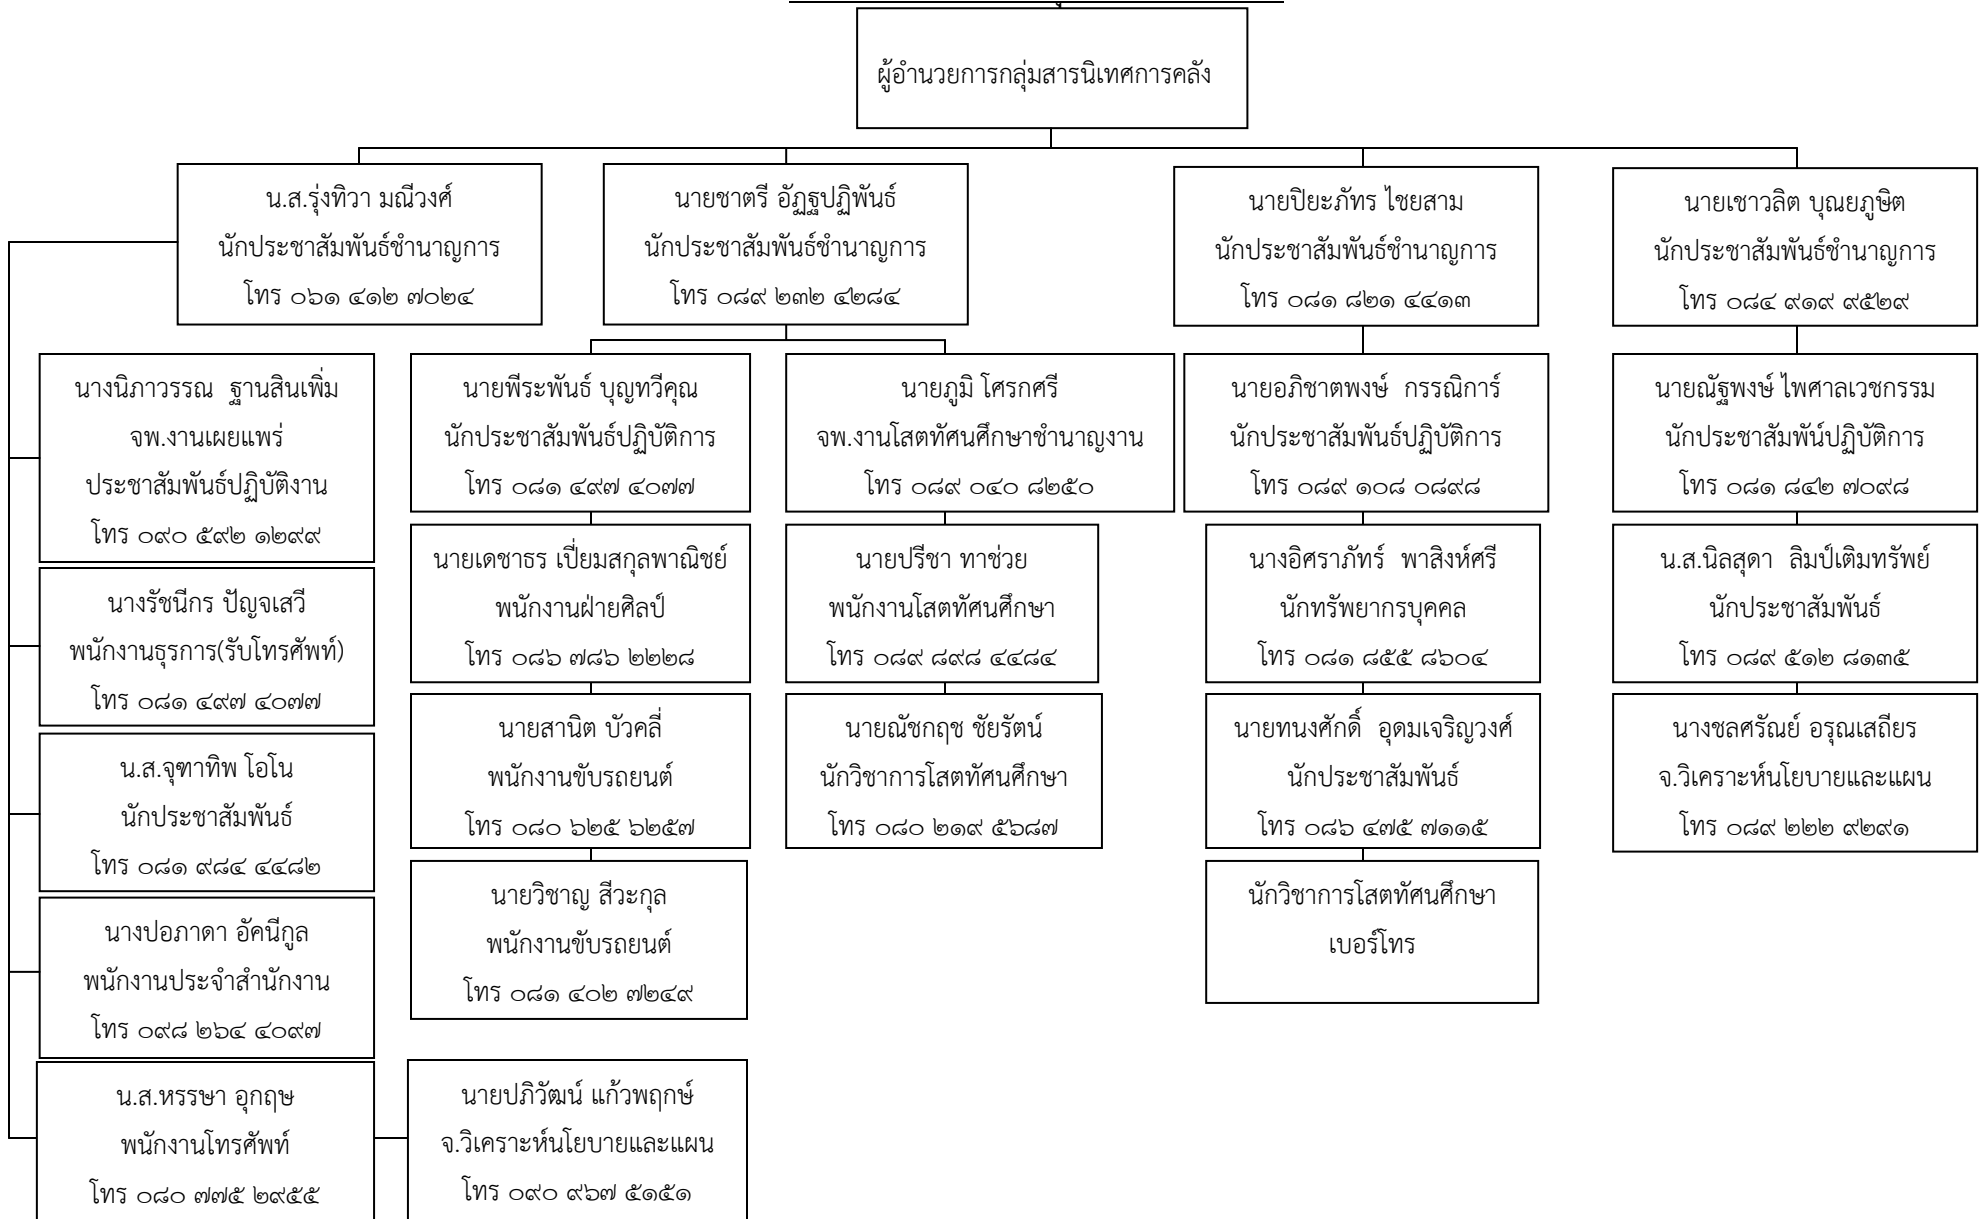 ผู้อำนวยการกลุ่มสารนิเทศการคลัง
น.ส.รุ่งทิวา มณีวงศ์
นักประชาสัมพันธ์ชำนาญการ
โทร ๐๖๑ ๔๑๒ ๗๐๒๔
นายชาตรี อัฏฐปฏิพันธ์
นักประชาสัมพันธ์ชำนาญการ
โทร ๐๘๙ ๒๓๒ ๔๒๘๔
นายปิยะภัทร ไชยสาม
นักประชาสัมพันธ์ชำนาญการ
โทร ๐๘๑ ๘๒๑ ๔๔๑๓
นายเชาวลิต บุณยภูษิต
นักประชาสัมพันธ์ชำนาญการ
โทร ๐๘๔ ๙๑๙ ๙๕๒๙
นางนิภาวรรณ  ฐานสินเพิ่ม
จพ.งานเผยแพร่
ประชาสัมพันธ์ปฏิบัติงาน
โทร ๐๙๐ ๕๙๒ ๑๒๙๙
นายพีระพันธ์ บุญทวีคุณ
นักประชาสัมพันธ์ปฏิบัติการ
โทร ๐๘๑ ๔๙๗ ๔๐๗๗
นายภูมิ โศรกศรี
จพ.งานโสตทัศนศึกษาชำนาญงาน
โทร ๐๘๙ ๐๔๐ ๘๒๕๐
นายอภิชาตพงษ์  กรรณิการ์
นักประชาสัมพันธ์ปฏิบัติการ
โทร ๐๘๙ ๑๐๘ ๐๘๙๘
นายณัฐพงษ์ ไพศาลเวชกรรม
นักประชาสัมพัน์ปฏิบัติการ
โทร ๐๘๑ ๘๔๒ ๗๐๙๘
นายเดชาธร เปี่ยมสกุลพาณิชย์
พนักงานฝ่ายศิลป์
โทร ๐๘๖ ๗๘๖ ๒๒๒๘
นายปรีชา ทาช่วย
พนักงานโสตทัศนศึกษา
โทร ๐๘๙ ๘๙๘ ๔๔๘๔
นางอิศราภัทร์  พาสิงห์ศรี
นักทรัพยากรบุคคล
โทร ๐๘๑ ๘๕๕ ๘๖๐๔
น.ส.นิลสุดา  ลิมป์เติมทรัพย์
นักประชาสัมพันธ์
โทร ๐๘๙ ๕๑๒ ๘๑๓๕
นางรัชนีกร ปัญจเสวี
พนักงานธุรการ(รับโทรศัพท์)
โทร ๐๘๑ ๔๙๗ ๔๐๗๗
นายสานิต บัวคลี่
พนักงานขับรถยนต์
โทร ๐๘๐ ๖๒๕ ๖๒๕๗
นายณัชกฤช ชัยรัตน์
นักวิชาการโสตทัศนศึกษา
โทร ๐๘๐ ๒๑๙ ๕๖๘๗
นายทนงศักดิ์  อุดมเจริญวงศ์
นักประชาสัมพันธ์
โทร ๐๘๖ ๔๗๕ ๗๑๑๕
นางชลศรัณย์ อรุณเสถียร
จ.วิเคราะห์นโยบายและแผน
โทร ๐๘๙ ๒๒๒ ๙๒๙๑
น.ส.จุฑาทิพ โอโน
นักประชาสัมพันธ์
โทร ๐๘๑ ๙๘๔ ๔๔๘๒
นายวิชาญ สีวะกุล
พนักงานขับรถยนต์
โทร ๐๘๑ ๔๐๒ ๗๒๔๙
นักวิชาการโสตทัศนศึกษา
เบอร์โทร
นางปอภาดา อัคนีกูล
พนักงานประจำสำนักงาน
โทร ๐๙๘ ๒๖๔ ๔๐๙๗
น.ส.หรรษา อุกฤษ
พนักงานโทรศัพท์
โทร ๐๘๐ ๗๗๕ ๒๙๕๕
นายปภิวัฒน์ แก้วพฤกษ์
จ.วิเคราะห์นโยบายและแผน
โทร ๐๙๐ ๙๖๗ ๕๑๕๑